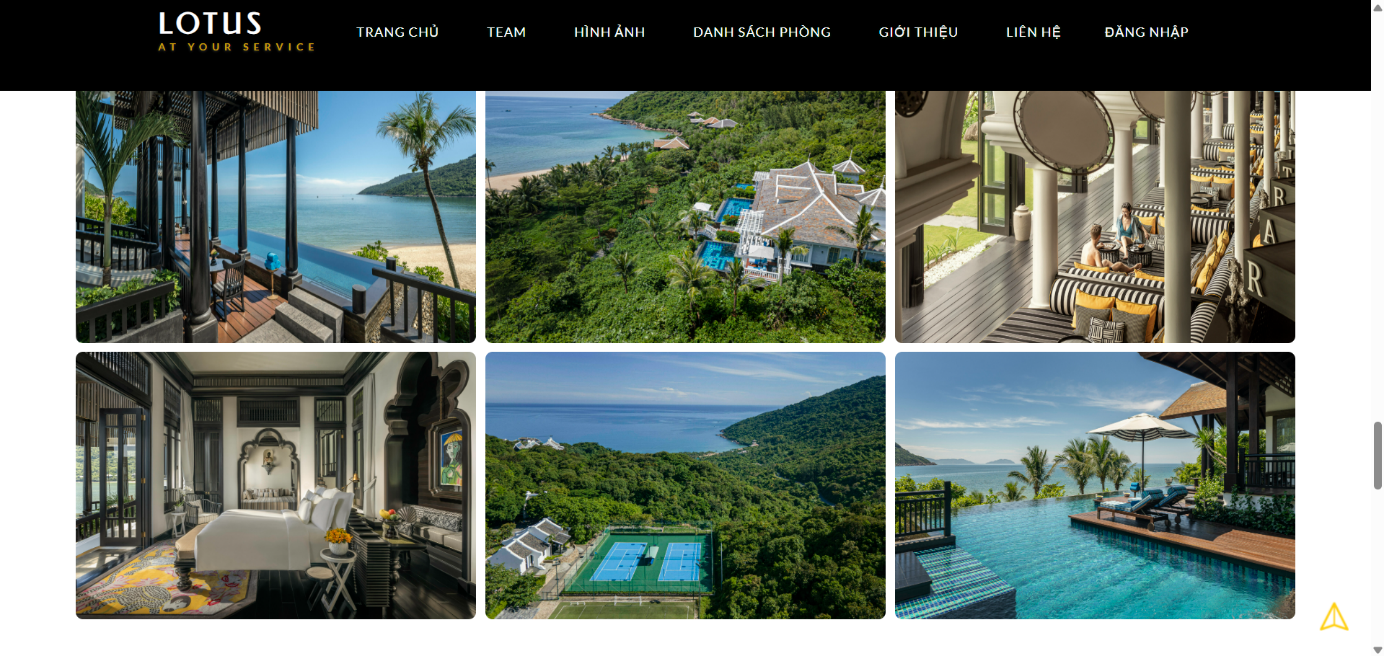 LOTUS
AT YOUR SERVICE
TRANG CHỦ
TEAM
HÌNH ẢNH
DANH SÁCH PHÒNG
GIỚI THIỆU
LIÊN HỆ
ĐĂNG NHẬP